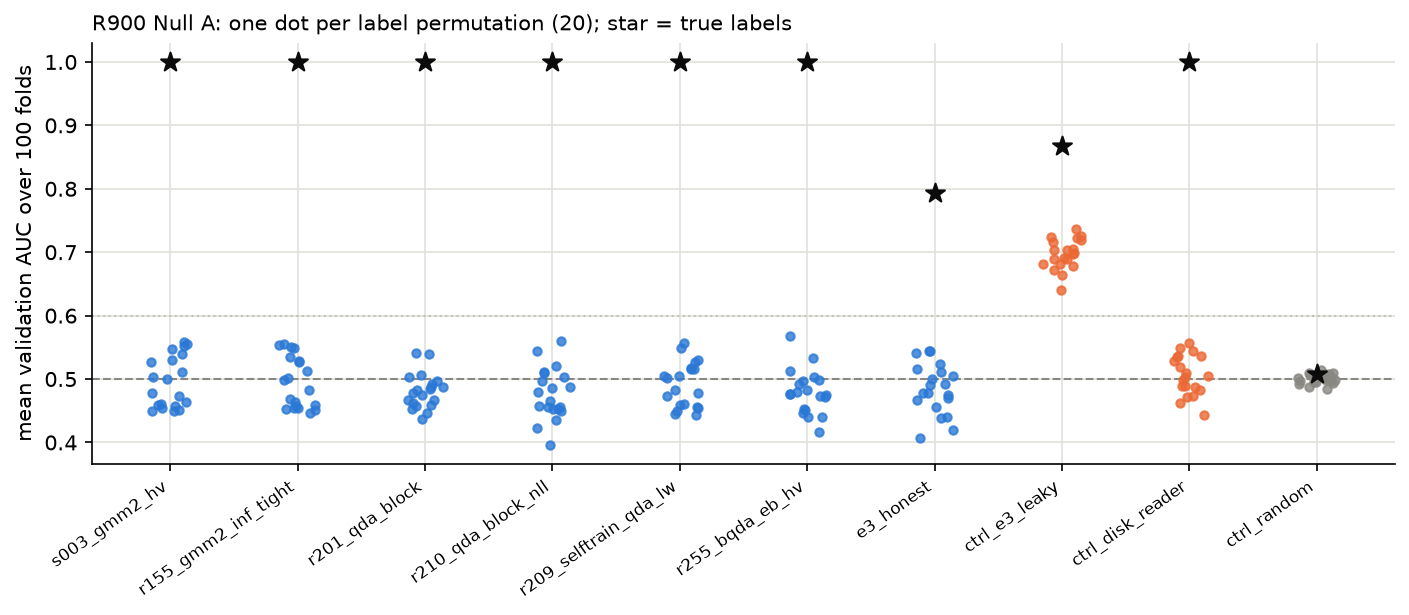 R900 Null A: one dot per label permutation (20); star = true labels
mean validation AUC over 100 folds
1.0
0.9
0.8
0.7
0.6
0.5
0.4
s003_gmm2_hv
r155_gmm2_inf_tight
r201_qda_block
r210_qda_block_nll
r209_selftrain_qda_lw
r255_bqda_eb_hv
e3_honest
ctrl_e3_leaky
ctrl_disk_reader
ctrl_random